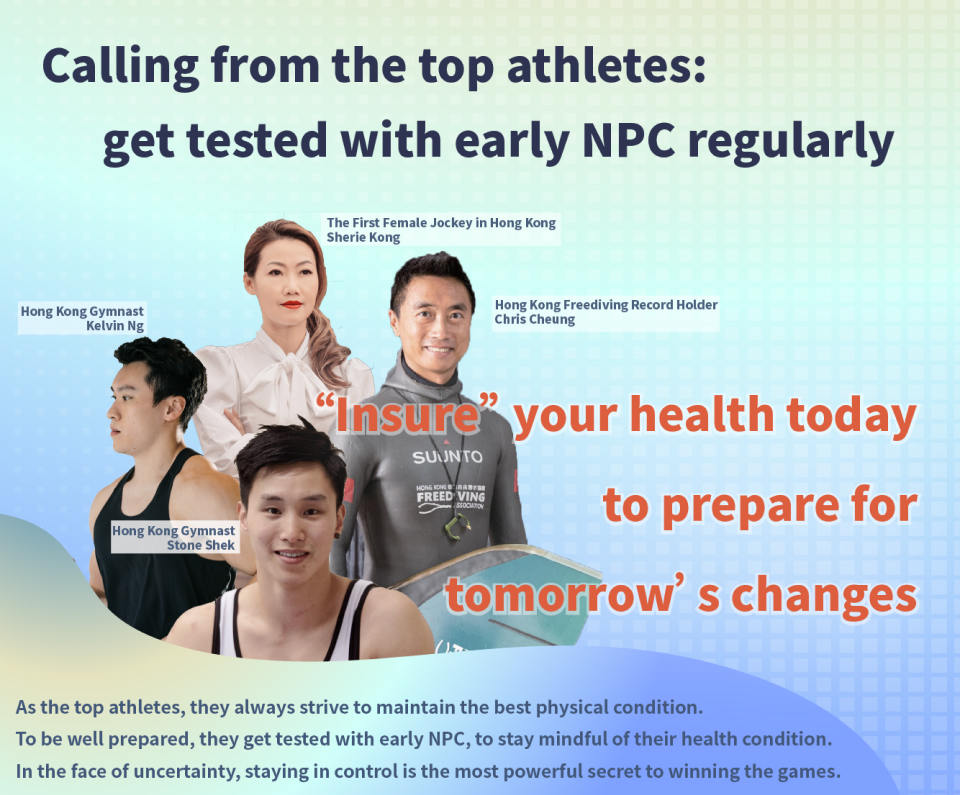 Calling from the top athletes:
get tested with early NPC regularly
The First Female Jockey in Hong Kong
Sherie Kong
Hong Kong Freediving Record Holder
Chris Cheung
Hong Kong Gymnast
Kelvin Ng
“Insure” your health today
SUUNTO
to prepare for
FREEDIVING
ASSOCIATION
Hong Kong Gymnast
Stone Shek
tomorrow’ s changes
As the top athletes, they always strive to maintain the best physical condition.
To be well prepared, they get tested with early NPC, to stay mindful of their health condition.
In the face of uncertainty, staying in control is the most powerful secret to winning the games.